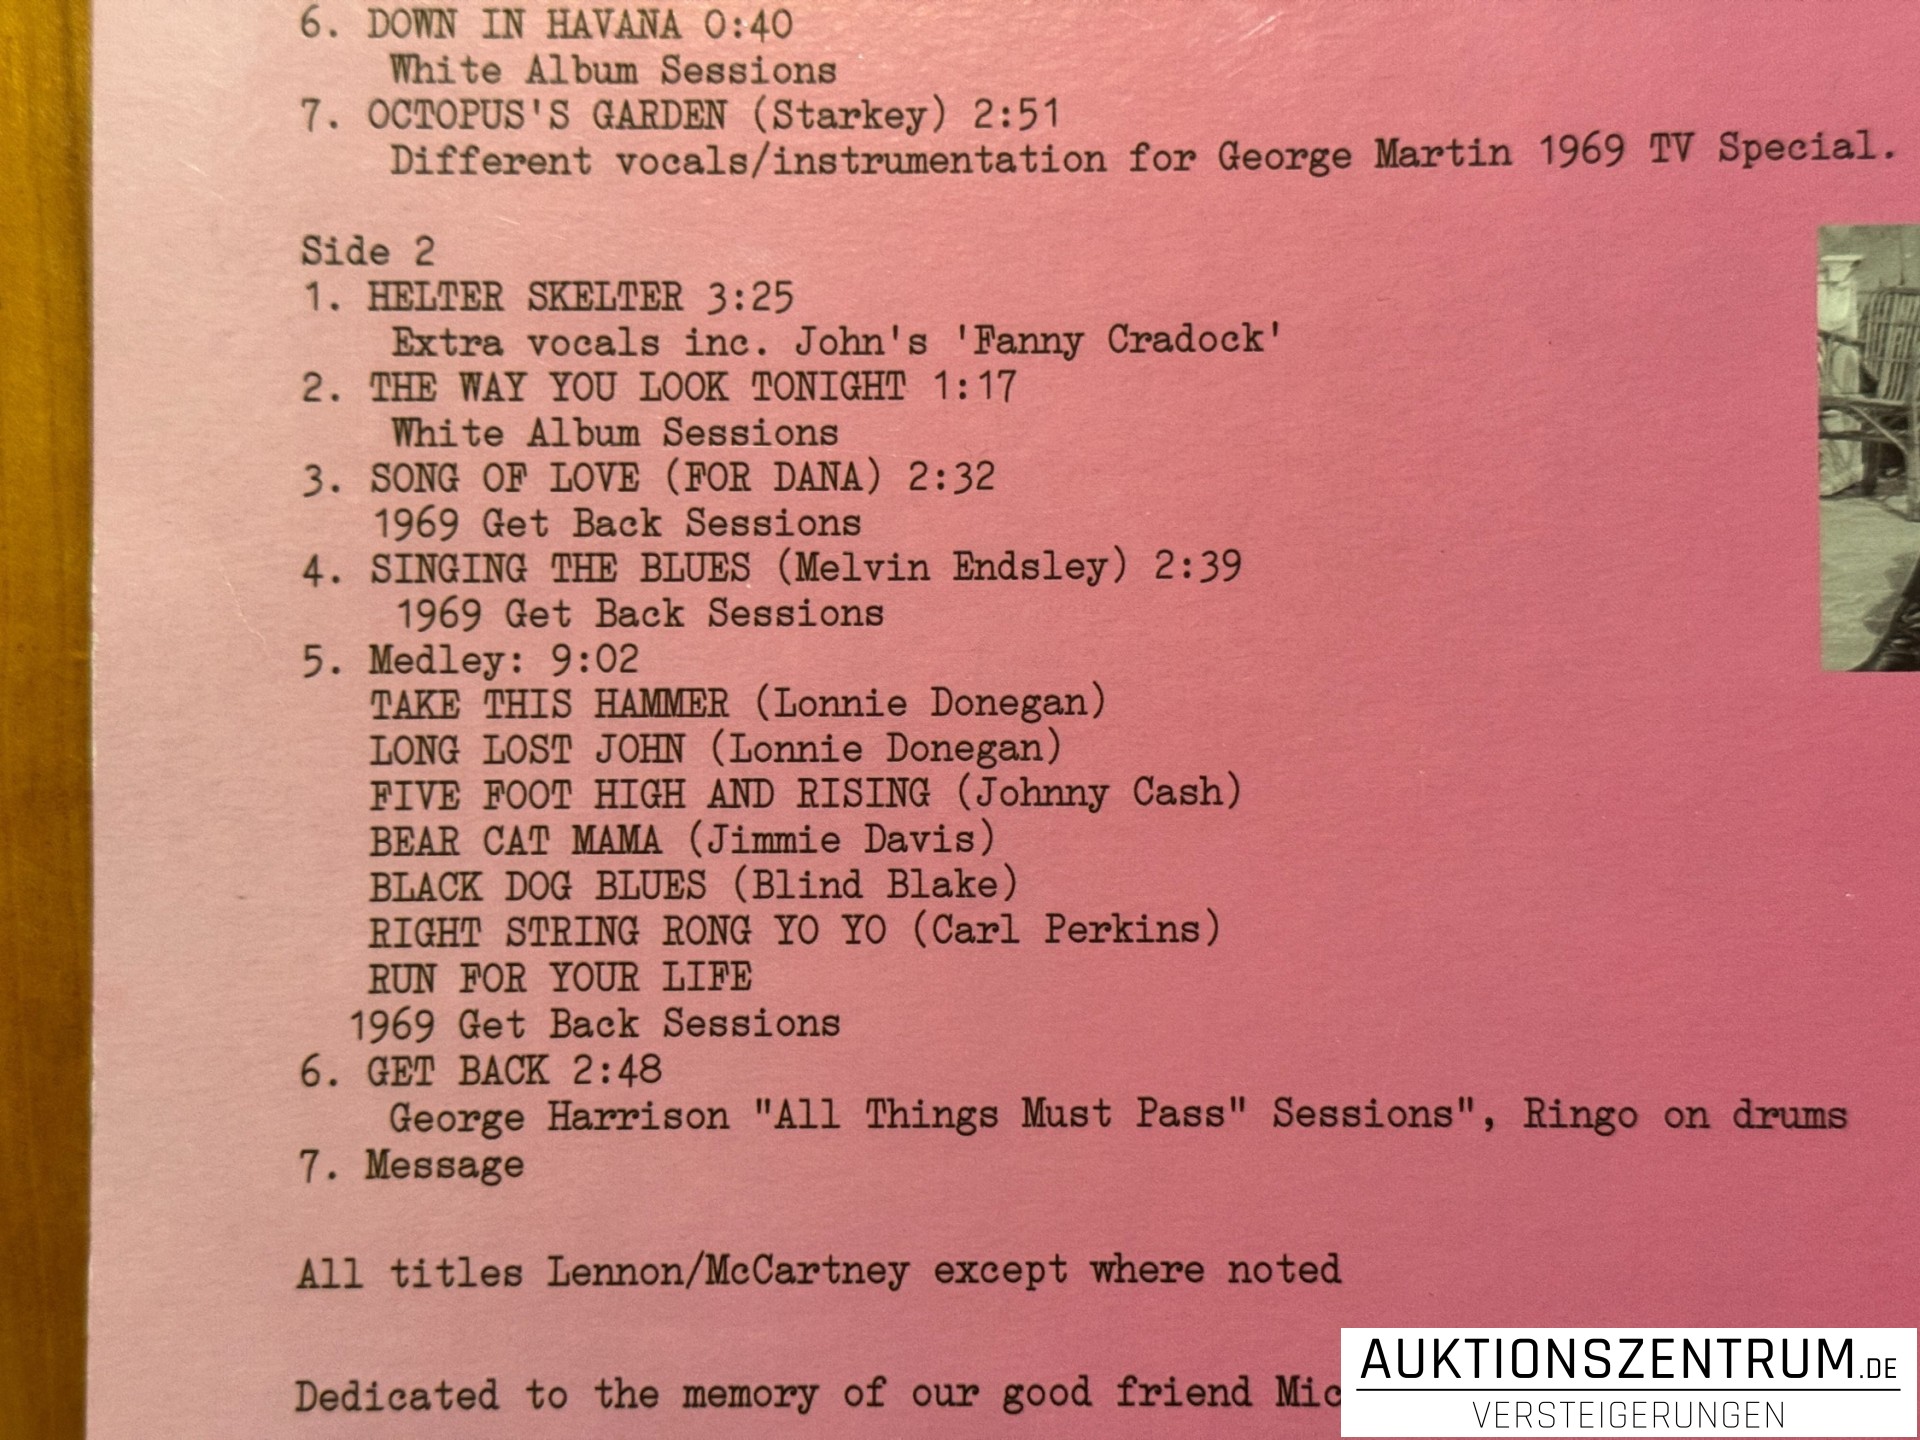 6. DOWN IN HAVANA 0:40
White Album Sessions
7. OCTOPUS'S GARDEN (Starkey) 2:51
Different vocals/instrumentation for George Martin 1969 TV Special.
Side 2
1. HELTER SKELTER 3:25
Extra vocals inc. John's 'Fanny Cradock'
2. THE WAY YOU LOOK TONIGHT 1:17
White Album Sessions
3. SONG OF LOVE (FOR DANA) 2:32
1969 Get Back Sessions
4. SINGING THE BLUES (Melvin Endsley) 2:39
1969 Get Back Sessions
5. Medley: 9:02
TAKE THIS HAMMER (Lonnie Donegan)
LONG LOST JOHN (Lonnie Donegan)
FIVE FOOT HIGH AND RISING (Johnny Cash)
BEAR CAT MAMA (Jimmie Davis)
BLACK DOG BLUES (Blind Blake)
RIGHT STRING RONG YO YO (Carl Perkins)
RUN FOR YOUR LIFE
1969 Get Back Sessions
6. GET BACK 2:48
George Harrison "All Things Must Pass" Sessions", Ringo on drums
7. Message
All titles Lennon/McCartney except where noted
Dedicated to the memory of our good friend
AUKTIONSZENTRUM.DE
VERSTEIGERUNGEN